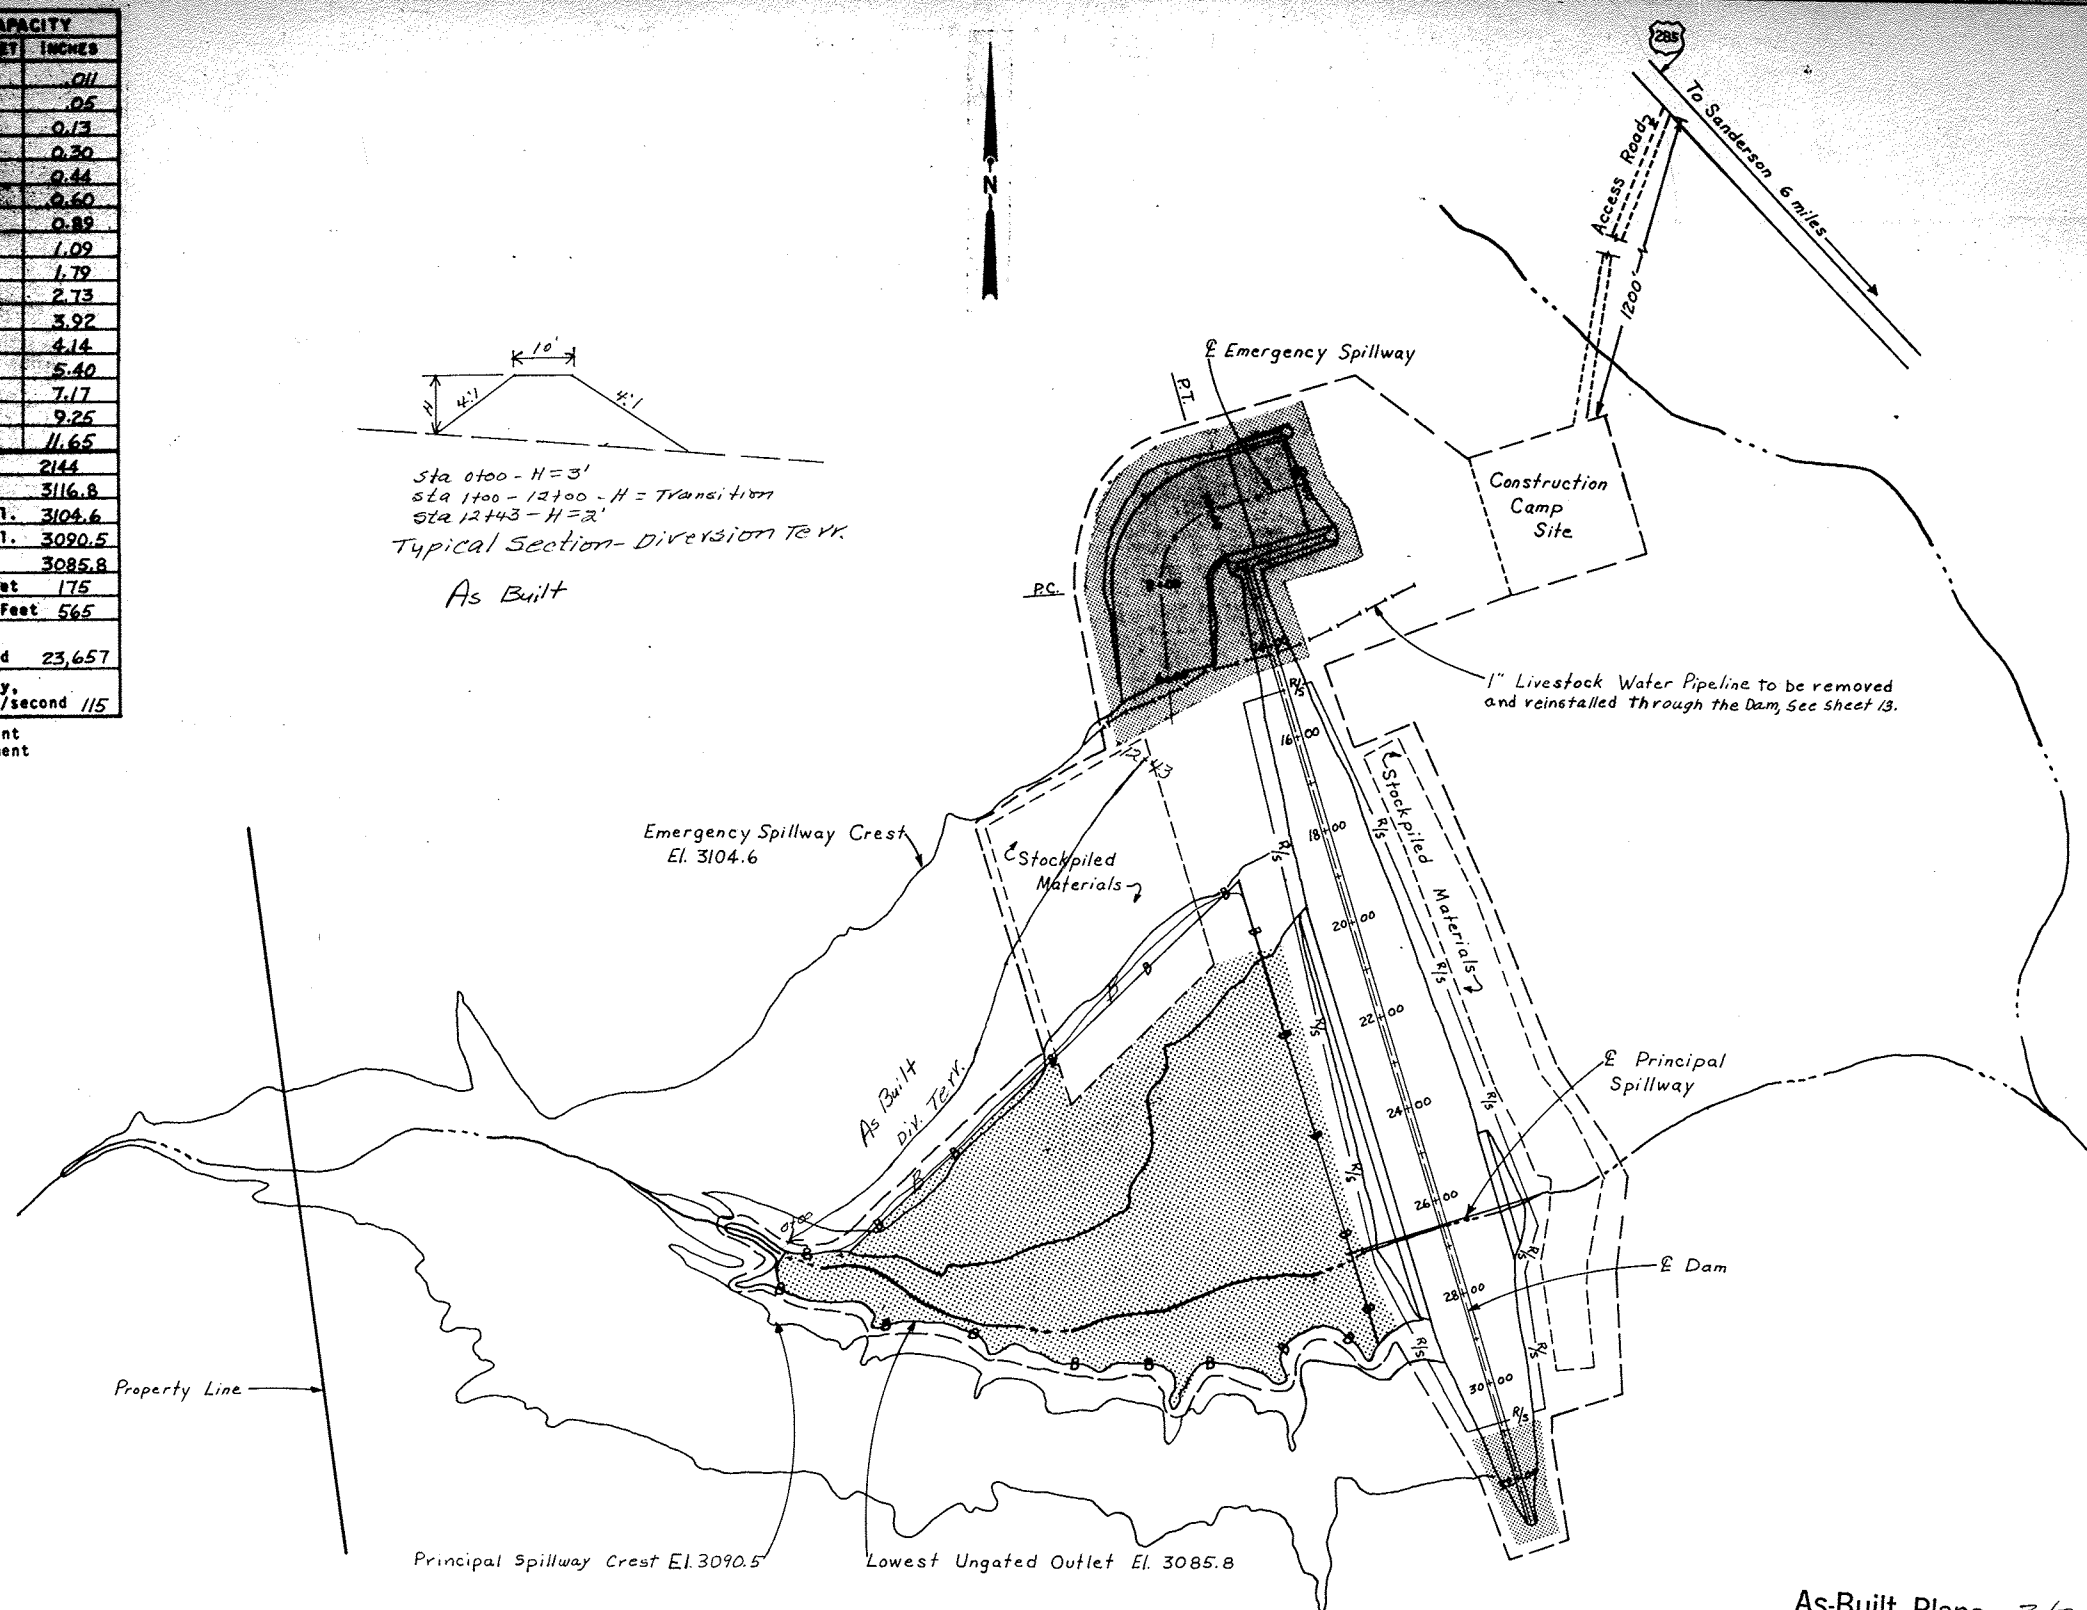 CAPACITY
INCHES
.011
.05
0.13
0.30
0.44
0.60
0.89
1.09
1.79
2.73
3.92
4.14
5.40
7.17
9.25
11.65
2144
3116.8
3104.6
3090.5
3085.8
175
Feet 565
23,657
/second 115
N
285
To Sanderson 6 miles
Access Road
1200'
10'
H
4:1
4:1
Sta 0+00 - H = 3'
Sta 1+00 - 12+00 - H = Transition
Sta 12+43 - H = 2'
Typical Section - Diversion Terr.
As Built
℄ Emergency Spillway
P.T.
P.C.
Construction
Camp
Site
1" Livestock Water Pipeline to be removed
and reinstalled through the Dam, See sheet 13.
R/s
16+00
12+43
℄ Stockpiled Materials
R/s
18+00
R/s
Emergency Spillway Crest
El. 3104.6
Stockpiled
Materials
B
B
20+00
R/s
B
B
22+00
R/s
B
B
As Built
Div. Terr.
24+00
R/s
℄ Principal
Spillway
B
B
B
R/s
26+00
0+00
B
B
B
R/s
R/s
℄ Dam
28+00
B
B
B
B
B
B
B
B
B
R/s
R/s
30+00
R/s
32+00
Property Line
Principal Spillway Crest El. 3090.5
Lowest Ungated Outlet El. 3085.8
As-Built Plans